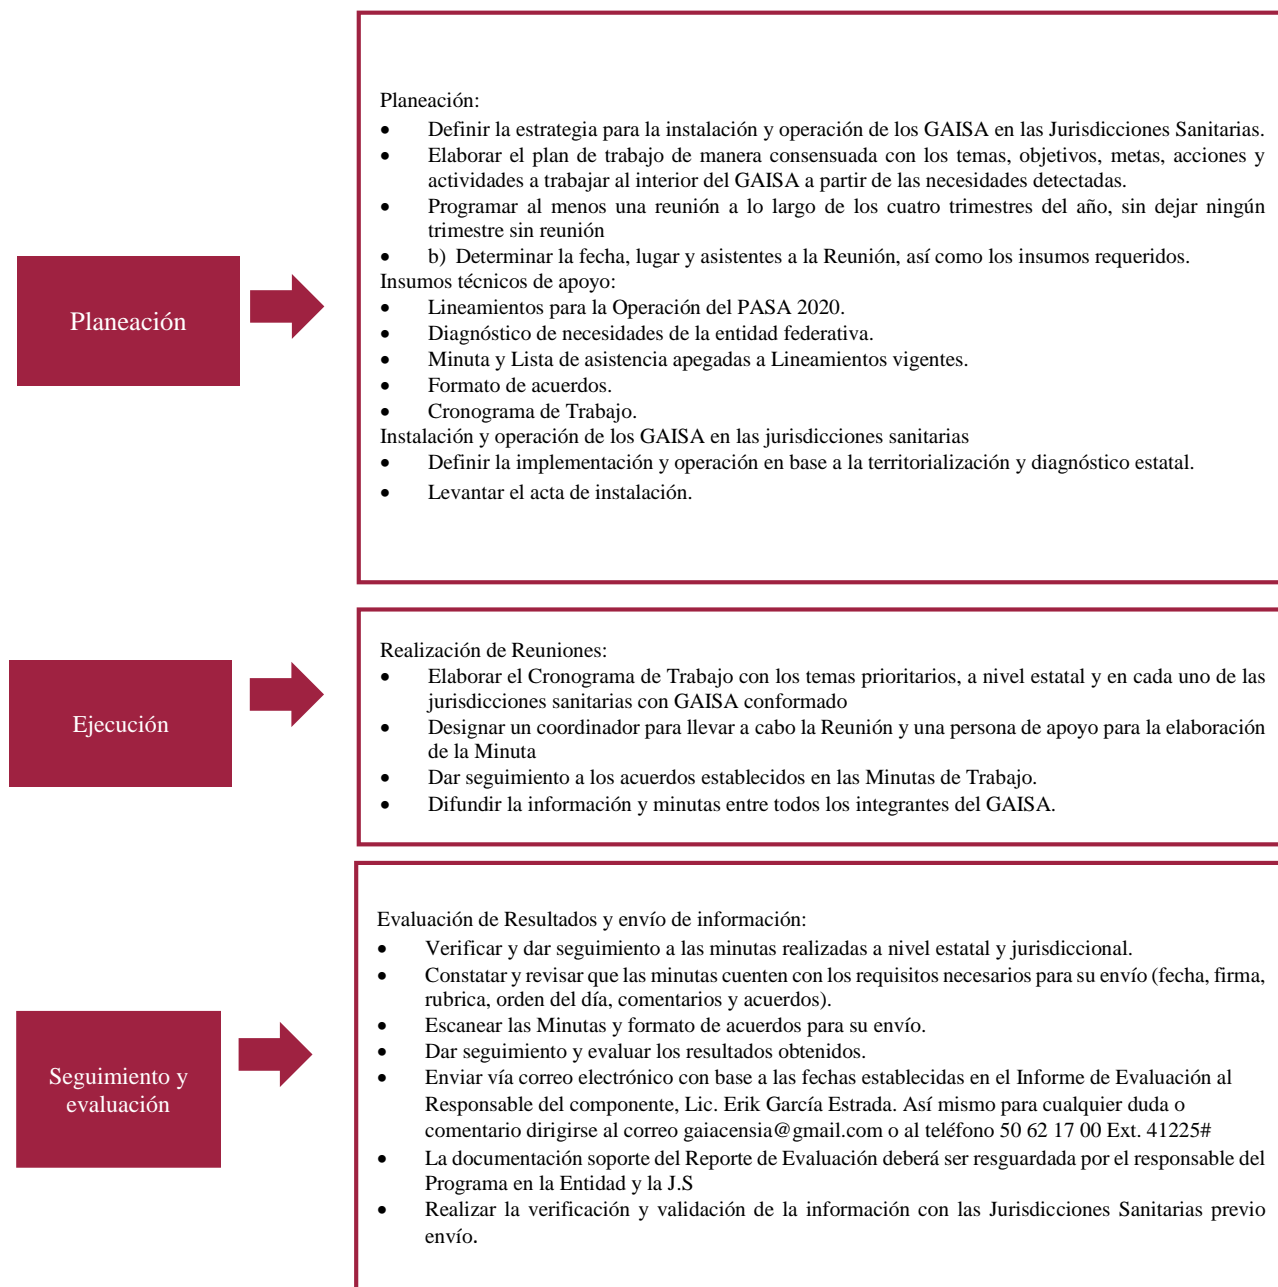 Planeación
Planeación:
• Definir la estrategia para la instalación y operación de los GAISA en las Jurisdicciones Sanitarias.
• Elaborar el plan de trabajo de manera consensuada con los temas, objetivos, metas, acciones y
actividades a trabajar al interior del GAISA a partir de las necesidades detectadas.
• Programar al menos una reunión a lo largo de los cuatro trimestres del año, sin dejar ningún
trimestre sin reunión
• b) Determinar la fecha, lugar y asistentes a la Reunión, así como los insumos requeridos.
Insumos técnicos de apoyo:
• Lineamientos para la Operación del PASA 2020.
• Diagnóstico de necesidades de la entidad federativa.
• Minuta y Lista de asistencia apegadas a Lineamientos vigentes.
• Formato de acuerdos.
• Cronograma de Trabajo.
Instalación y operación de los GAISA en las jurisdicciones sanitarias
• Definir la implementación y operación en base a la territorialización y diagnóstico estatal.
• Levantar el acta de instalación.
Ejecución
Realización de Reuniones:
• Elaborar el Cronograma de Trabajo con los temas prioritarios, a nivel estatal y en cada uno de las
jurisdicciones sanitarias con GAISA conformado
• Designar un coordinador para llevar a cabo la Reunión y una persona de apoyo para la elaboración
de la Minuta
• Dar seguimiento a los acuerdos establecidos en las Minutas de Trabajo.
• Difundir la información y minutas entre todos los integrantes del GAISA.
Seguimiento y
evaluación
Evaluación de Resultados y envío de información:
• Verificar y dar seguimiento a las minutas realizadas a nivel estatal y jurisdiccional.
• Constatar y revisar que las minutas cuenten con los requisitos necesarios para su envío (fecha, firma,
rubrica, orden del día, comentarios y acuerdos).
• Escanear las Minutas y formato de acuerdos para su envío.
• Dar seguimiento y evaluar los resultados obtenidos.
• Enviar vía correo electrónico con base a las fechas establecidas en el Informe de Evaluación al
Responsable del componente, Lic. Erik García Estrada. Así mismo para cualquier duda o
comentario dirigirse al correo gaiacensia@gmail.com o al teléfono 50 62 17 00 Ext. 41225#
• La documentación soporte del Reporte de Evaluación deberá ser resguardada por el responsable del
Programa en la Entidad y la J.S
• Realizar la verificación y validación de la información con las Jurisdicciones Sanitarias previo
envío.